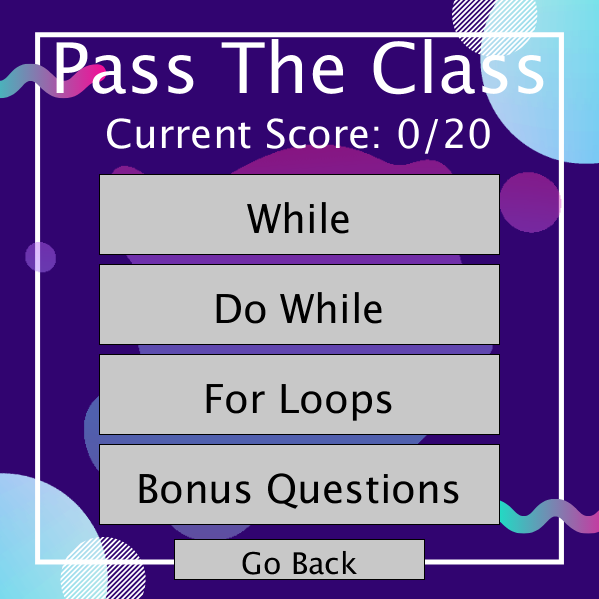 Pass The Class
Current Score: 0/20
While
Do While
For Loops
Bonus Questions
Go Back